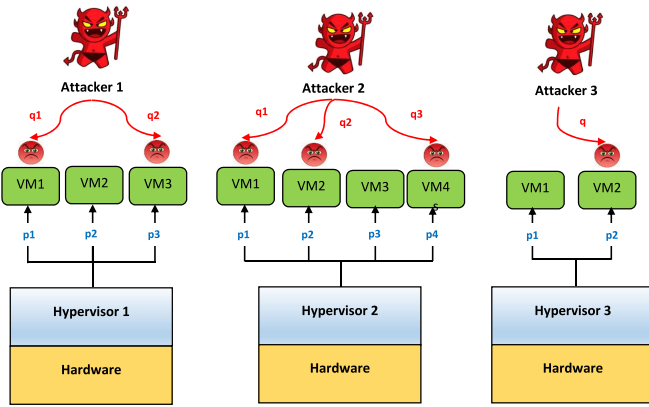 Attacker 1
Attacker 2
Attacker 3
q1
q2
q1
q2
q3
q
VM1
VM2
VM3
VM1
VM2
VM3
VM4
s
VM1
VM2
p1
p2
p3
p1
p2
p3
p4
p1
p2
Hypervisor 1
Hypervisor 2
Hypervisor 3
Hardware
Hardware
Hardware